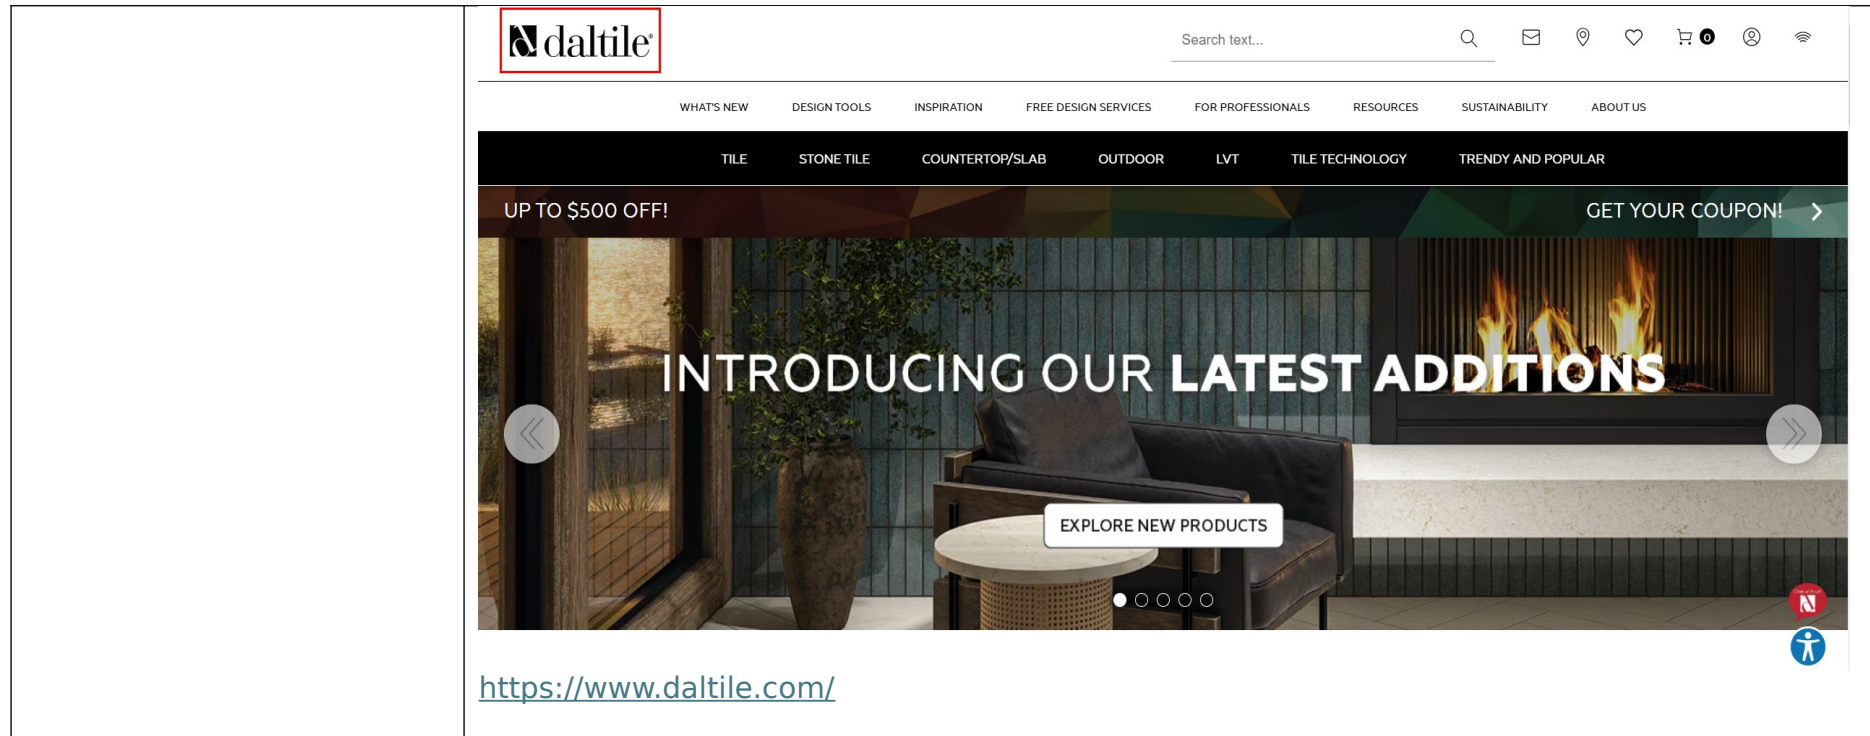 daltile®
Search text...
0
WHAT'S NEW DESIGN TOOLS INSPIRATION FREE DESIGN SERVICES FOR PROFESSIONALS RESOURCES SUSTAINABILITY ABOUT US
TILE STONE TILE COUNTERTOP/SLAB OUTDOOR LVT TILE TECHNOLOGY TRENDY AND POPULAR
UP TO $500 OFF! GET YOUR COUPON!
INTRODUCING OUR LATEST ADDITIONS
EXPLORE NEW PRODUCTS
https://www.daltile.com/